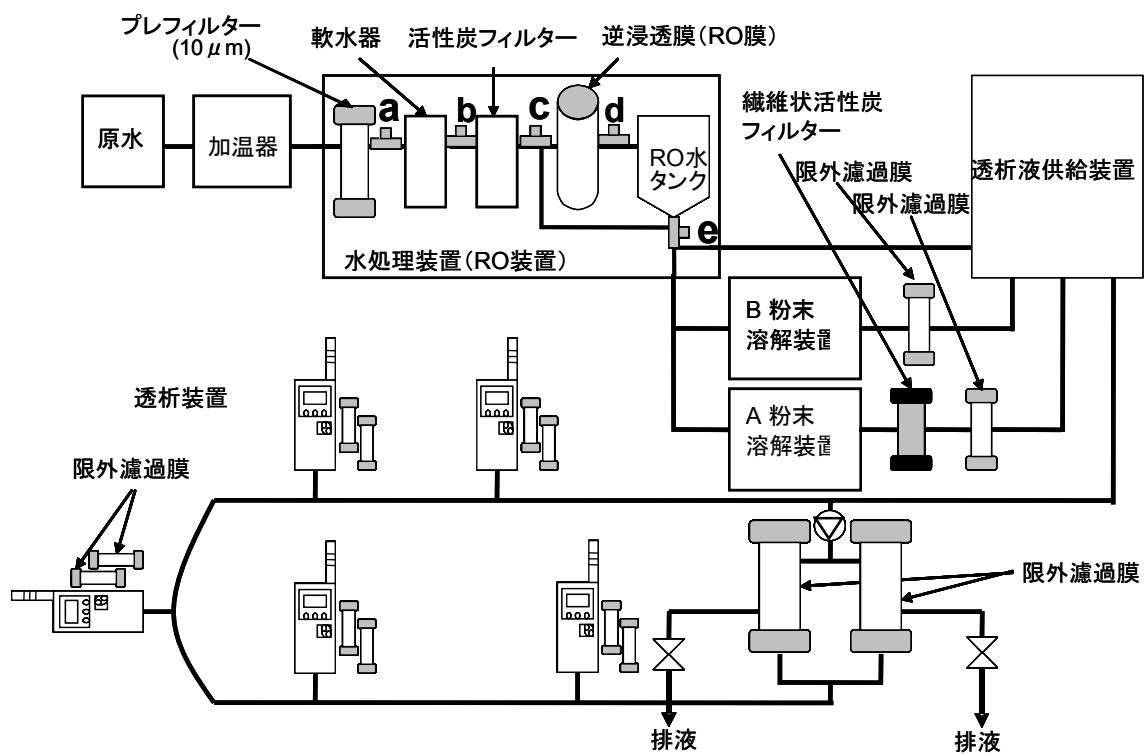 プレフィルター
(10μm)
軟水器
活性炭フィルター
逆浸透膜(RO膜)
a
b
c
d
原水
加温器
RO水
タンク
e
水処理装置(RO装置)
繊維状活性炭
フィルター
限外濾過膜
限外濾過膜
透析液供給装置
B 粉末
溶解装置
A 粉末
溶解装置
透析装置
限外濾過膜
限外濾過膜
排液
排液